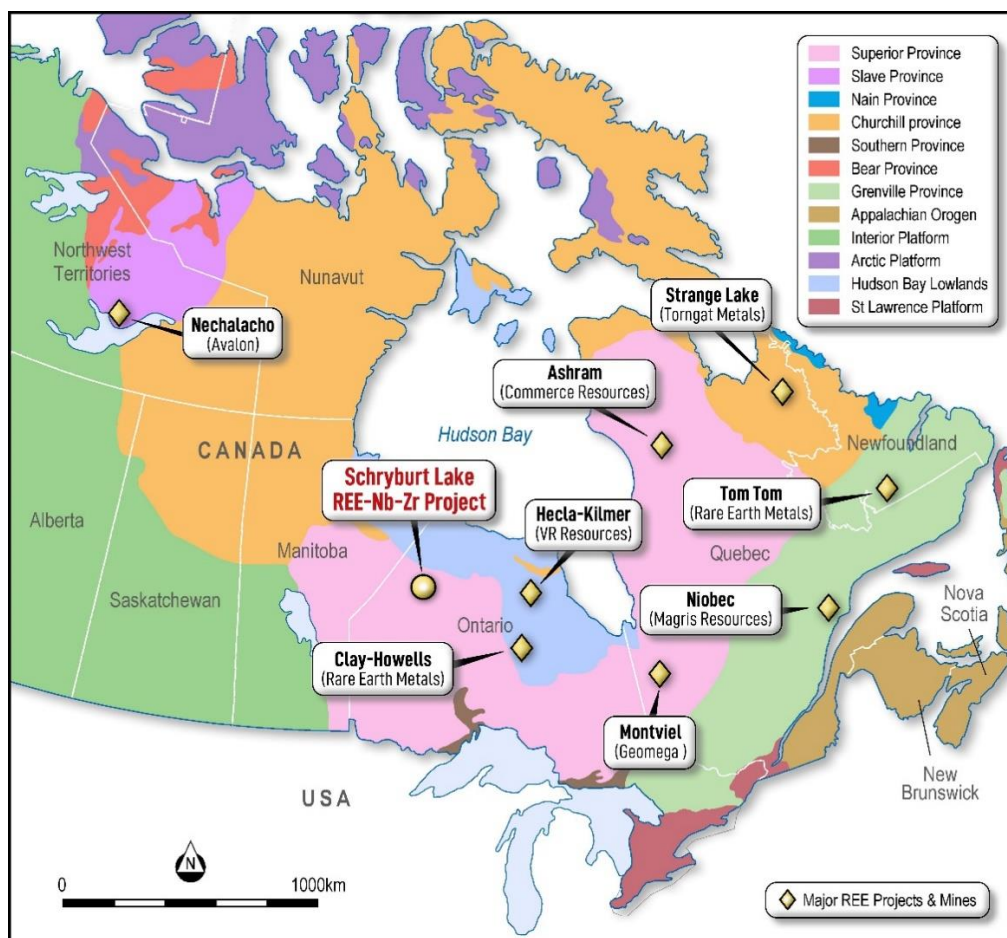 Superior Province
Slave Province
Nain Province
Churchill province
Southern Province
Bear Province
Grenville Province
Appalachian Orogen
Interior Platform
Arctic Platform
Hudson Bay Lowlands
St Lawrence Platform
Northwest
Territories
Nunavut
Nechalacho
(Avalon)
Strange Lake
(Torngat Metals)
Ashram
(Commerce Resources)
Hudson Bay
CANADA
Newfoundland
Schryburt Lake
REE-Nb-Zr Project
Tom Tom
(Rare Earth Metals)
Alberta
Hecla-Kilmer
(VR Resources)
Manitoba
Quebec
Saskatchewan
Niobec
(Magris Resources)
Nova
Scotia
Ontario
Clay-Howells
(Rare Earth Metals)
Montviel
(Geomega )
New
Brunswick
USA
N
0
1000km
Major REE Projects & Mines